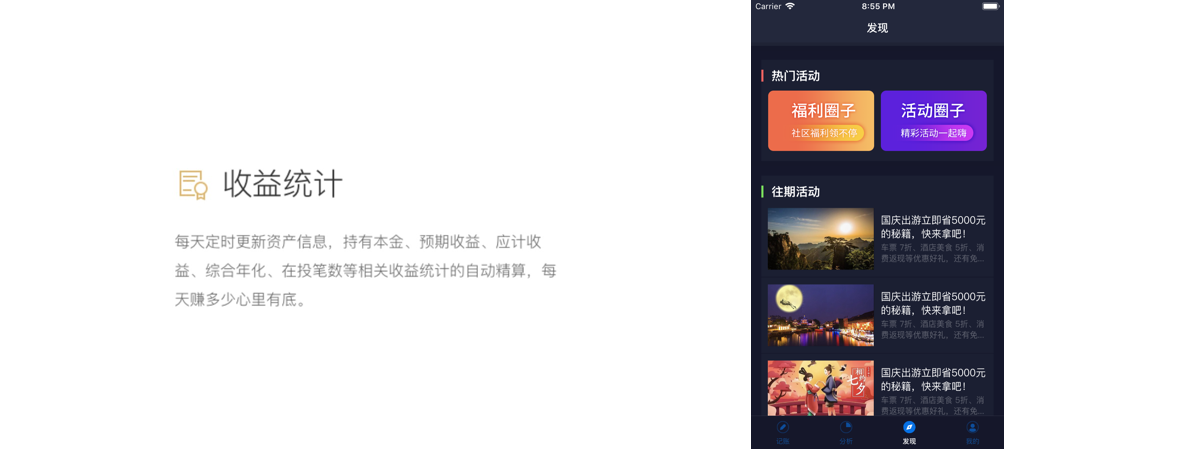 收益统计
每天定时更新资产信息，持有本金、预期收益、应计收
益、综合年化、在投笔数等相关收益统计的自动精算，每
天赚多少心里有底。
Carrier 8:55 PM
发现
热门活动
福利圈子 活动圈子
社区福利领不停 精彩活动一起嗨
往期活动
国庆出游立即省5000元
的秘籍，快来拿吧！
车票 7折、酒店美食 5折、消
费返现等优惠好礼，还有免...
国庆出游立即省5000元
的秘籍，快来拿吧！
车票 7折、酒店美食 5折、消
费返现等优惠好礼，还有免...
相约
七夕
国庆出游立即省5000元
的秘籍，快来拿吧！
车票 7折、酒店美食 5折、消
费返现等优惠好礼，还有免...
分析 发现 我的